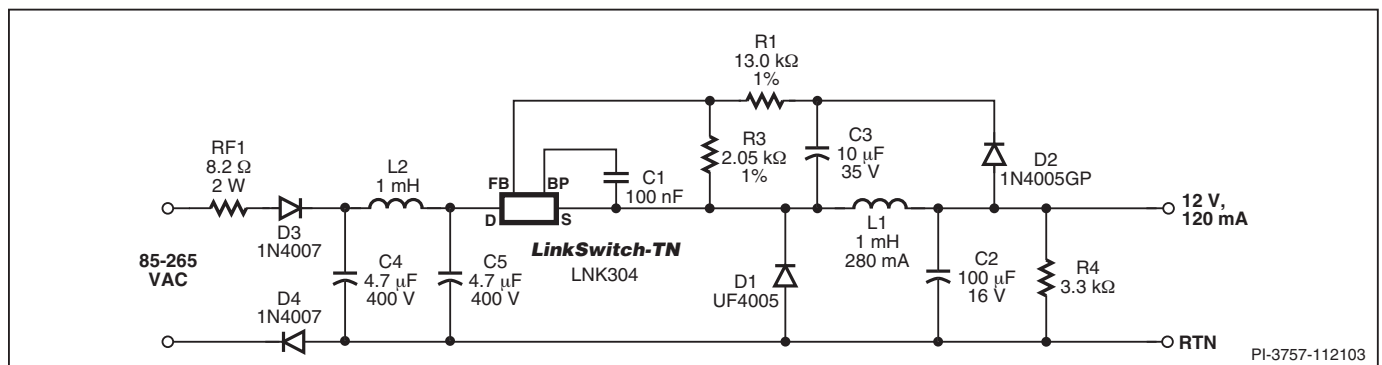 R1
13.0 kΩ
1%
RF1
8.2 Ω
2 W
L2
1 mH
FB
BP
C1
100 nF
R3
2.05 kΩ
1%
C3
10 μF
35 V
D2
1N4005GP
D
S
D3
1N4007
LinkSwitch-TN
LNK304
L1
1 mH
280 mA
12 V,
120 mA
85-265
VAC
C4
4.7 μF
400 V
C5
4.7 μF
400 V
D1
UF4005
C2
100 μF
16 V
R4
3.3 kΩ
D4
1N4007
RTN
PI-3757-112103